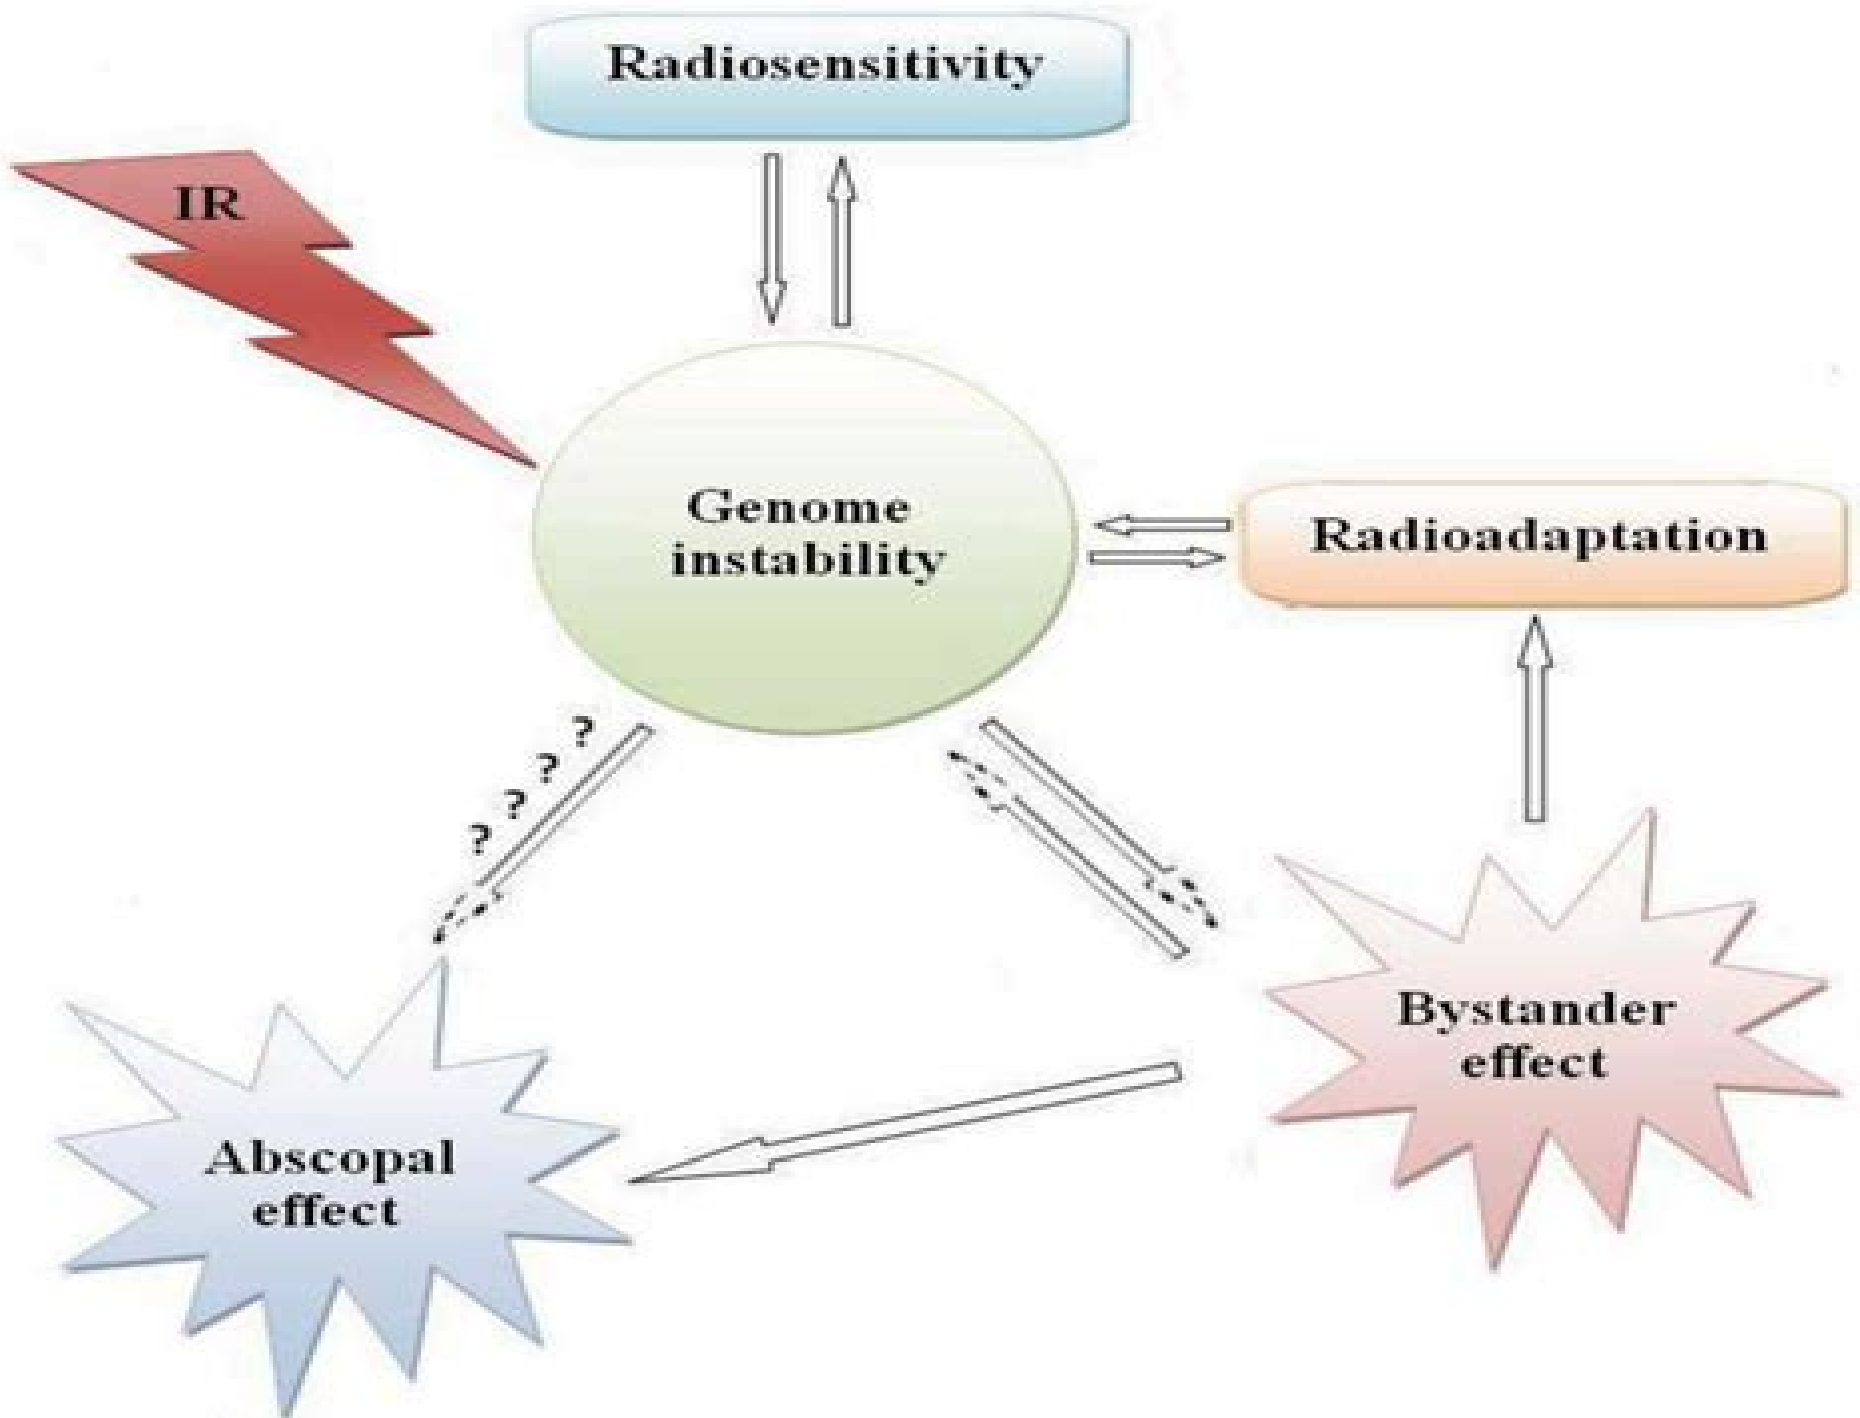 Radiosensitivity
IR
Genome
instability
Radioadaptation
?
?
?
?
Bystander
effect
Abscopal
effect